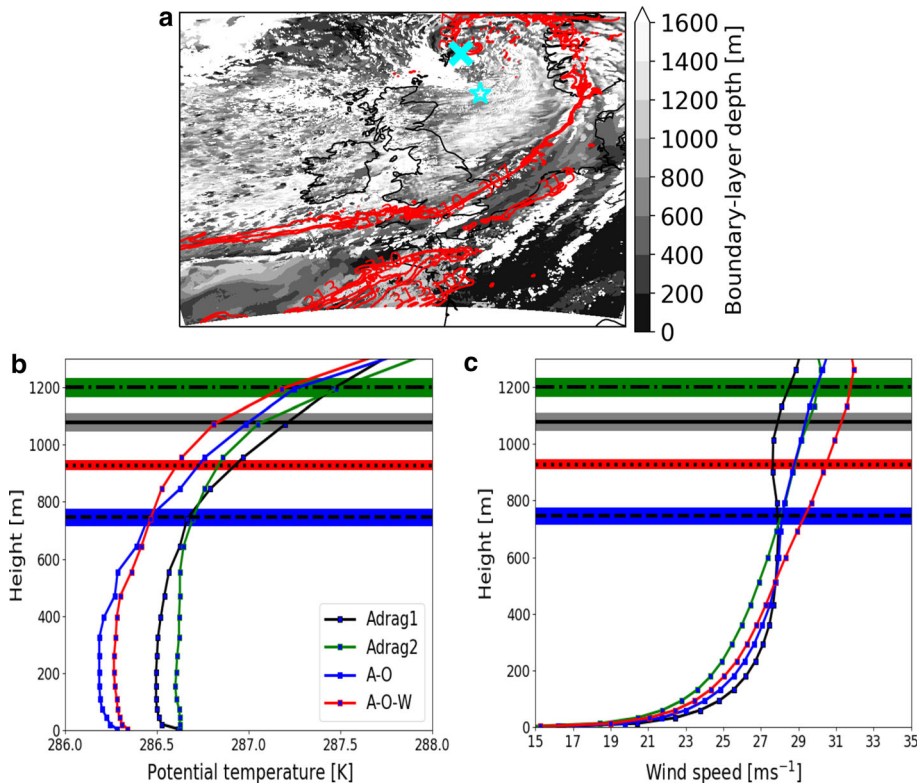 a
1600
1400
1200
1000
800
600
400
200
0
Boundary-layer depth [m]
b
1200
1000
800
600
400
200
0
Height [m]
286.0 286.5 287.0 287.5 288.0
Potential temperature [K]
Adrag1
Adrag2
A-O
A-O-W
c
1200
1000
800
600
400
200
0
Height [m]
15 17 19 21 23 25 27 29 31 33 35
Wind speed [ms⁻¹]